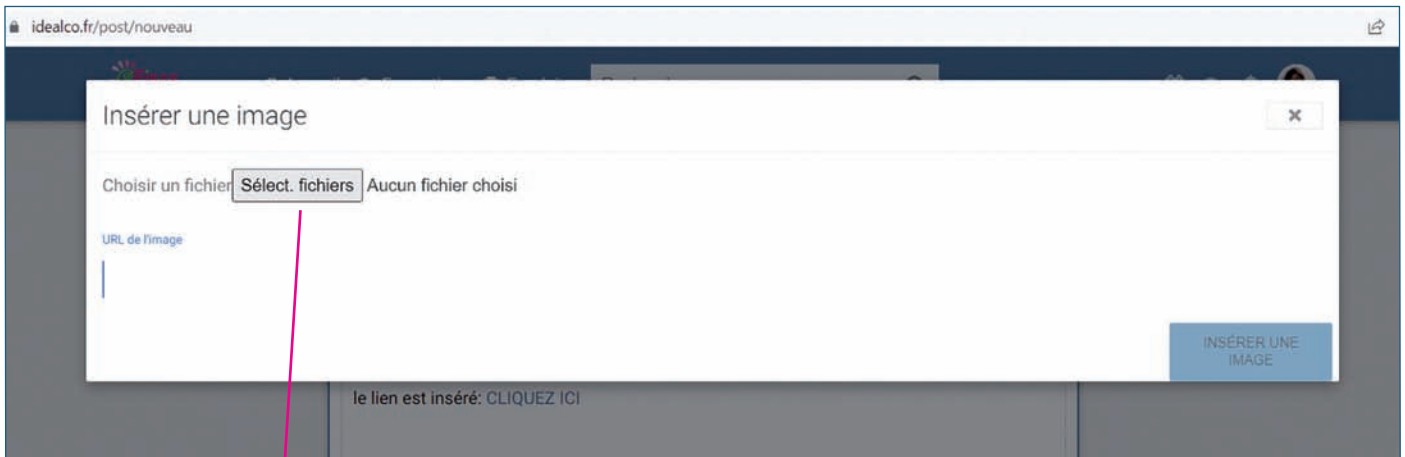 idealco.fr/post/nouveau
Insérer une image
Choisir un fichier Sélect. fichiers Aucun fichier choisi
URL de l'image
INSÉRER UNE
IMAGE
le lien est inséré: CLIQUEZ ICI